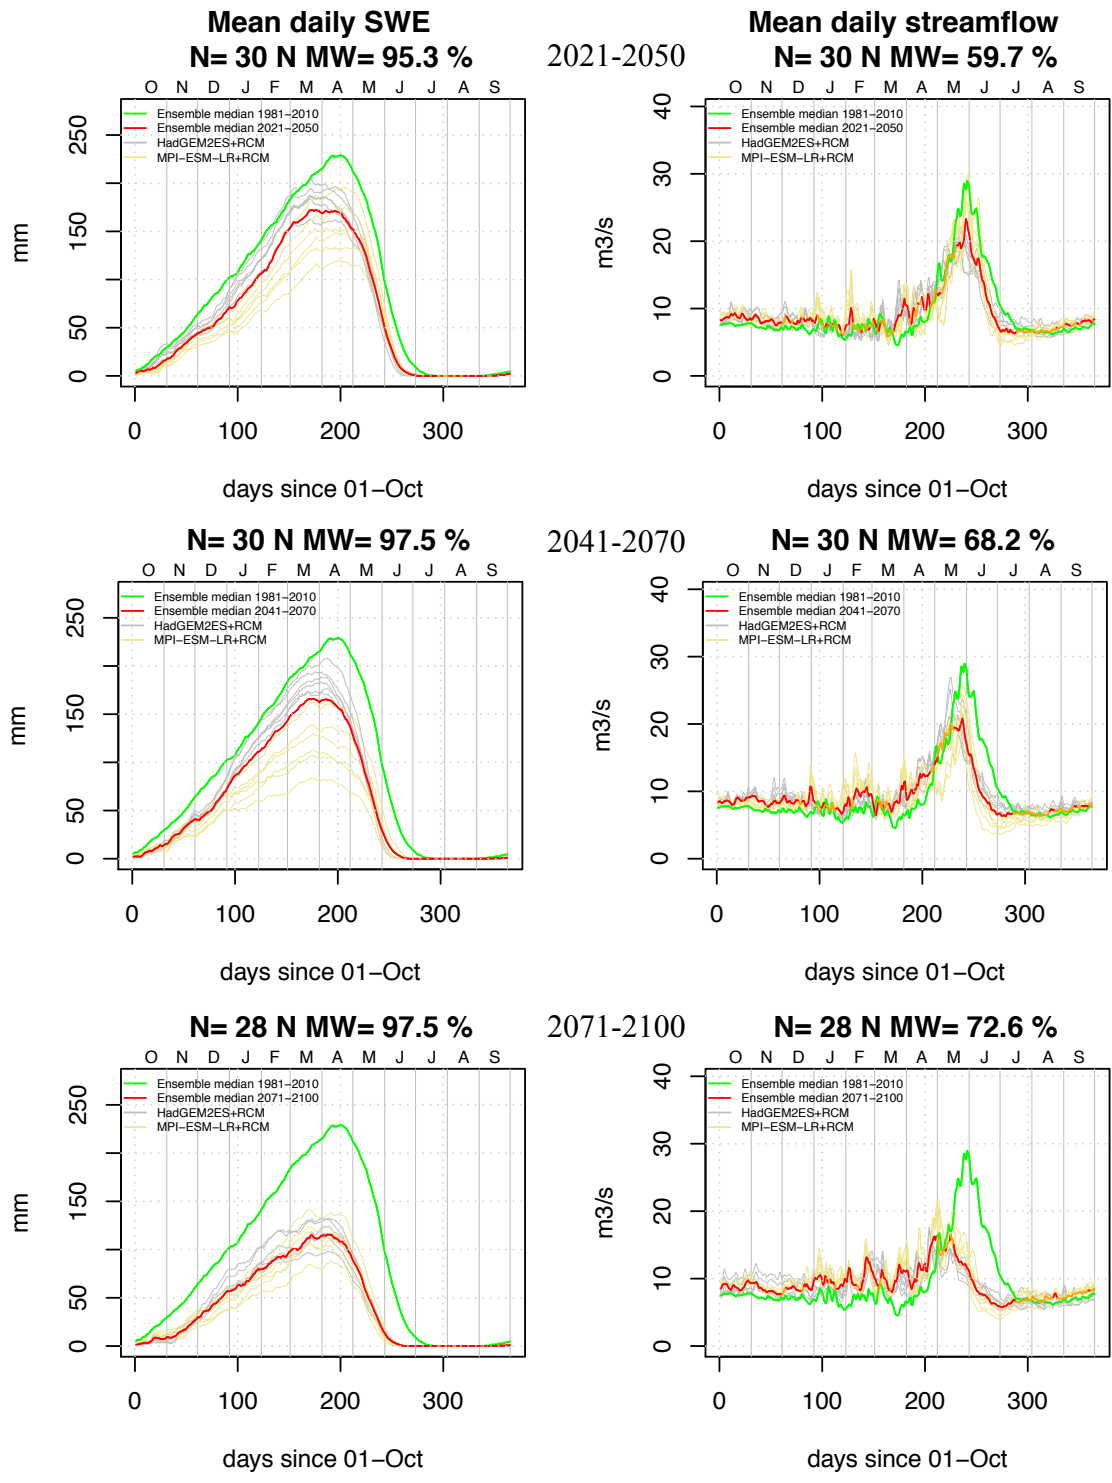 Mean daily SWE
N= 30 N MW= 95.3 %
2021-2050
Mean daily streamflow
N= 30 N MW= 59.7 %
O N D J F M A M J J A S
250
150
50
0
mm
Ensemble median 1981−2010
Ensemble median 2021−2050
HadGEM2ES+RCM
MPI−ESM−LR+RCM
0 100 200 300
days since 01−Oct
O N D J F M A M J J A S
40
30
20
10
0
m3/s
Ensemble median 1981−2010
Ensemble median 2021−2050
HadGEM2ES+RCM
MPI−ESM−LR+RCM
0 100 200 300
days since 01−Oct
N= 30 N MW= 97.5 %
2041-2070
N= 30 N MW= 68.2 %
O N D J F M A M J J A S
250
150
50
0
mm
Ensemble median 1981−2010
Ensemble median 2041−2070
HadGEM2ES+RCM
MPI−ESM−LR+RCM
0 100 200 300
days since 01−Oct
O N D J F M A M J J A S
40
30
20
10
0
m3/s
Ensemble median 1981−2010
Ensemble median 2041−2070
HadGEM2ES+RCM
MPI−ESM−LR+RCM
0 100 200 300
days since 01−Oct
N= 28 N MW= 97.5 %
2071-2100
N= 28 N MW= 72.6 %
O N D J F M A M J J A S
250
150
50
0
mm
Ensemble median 1981−2010
Ensemble median 2071−2100
HadGEM2ES+RCM
MPI−ESM−LR+RCM
0 100 200 300
days since 01−Oct
O N D J F M A M J J A S
40
30
20
10
0
m3/s
Ensemble median 1981−2010
Ensemble median 2071−2100
HadGEM2ES+RCM
MPI−ESM−LR+RCM
0 100 200 300
days since 01−Oct